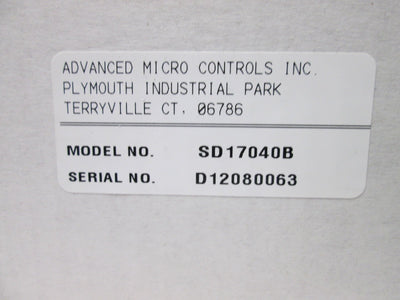 ADVANCED MICRO CONTROLS INC.
PLYMOUTH INDUSTRIAL PARK
TERRYVILLE CT. 06786
MODEL NO. SD17040B
SERIAL NO. D12080063